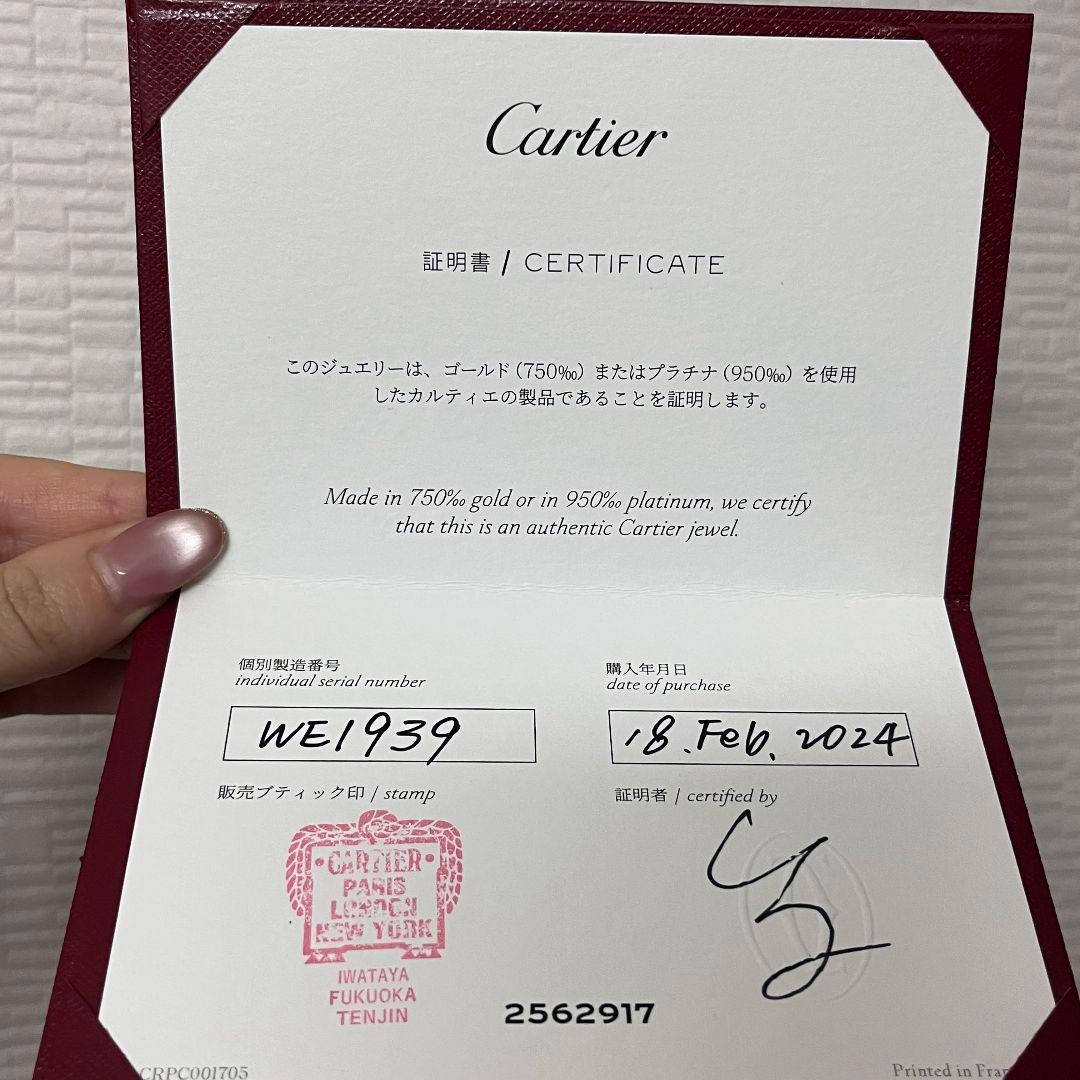 Cartier
証明書 / CERTIFICATE
このジュエリーは、ゴールド（750‰）またはプラチナ（950‰）を使用
したカルティエの製品であることを証明します。
Made in 750‰ gold or in 950‰ platinum, we certify
that this is an authentic Cartier jewel.
個別製造番号
individual serial number
WE1939
購入年月日
date of purchase
18. Feb. 2024
販売ブティック印 / stamp
CARTIER
PARIS
LONDON
NEW YORK
IWATAYA
FUKUOKA
TENJIN
証明者 / certified by
2562917
CRPC001705
Printed in